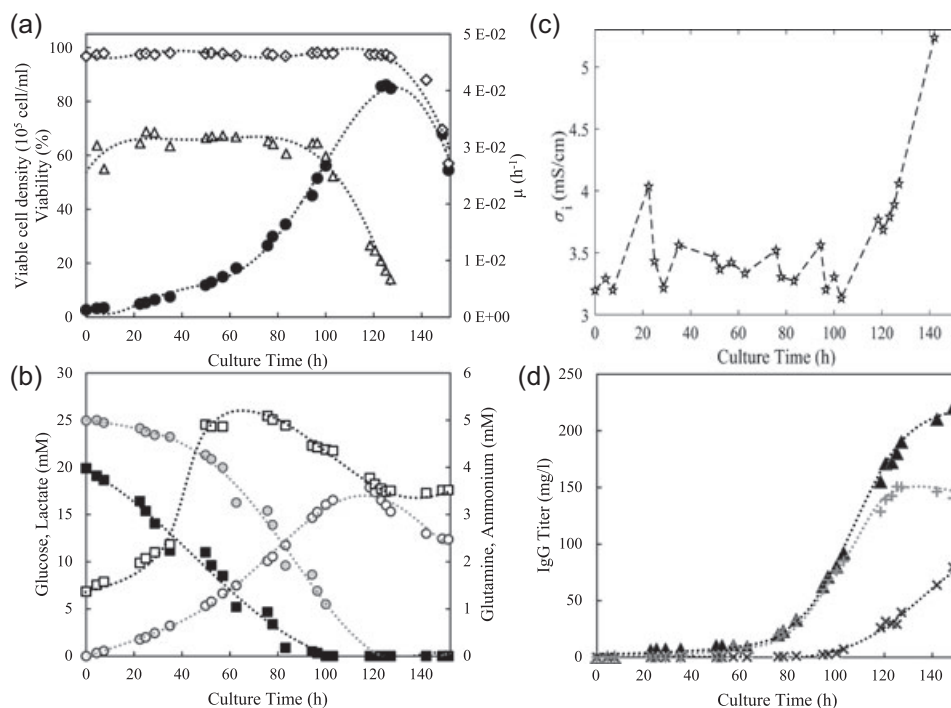 (a)
Viable cell density (10⁵ cell/ml)
Viability (%)
100
80
60
40
20
0
5 E-02
4 E-02
3 E-02
2 E-02
1 E-02
0 E+00
μ (h⁻¹)
0 20 40 60 80 100 120 140
Culture Time (h)
(c)
σᵢ (mS/cm)
5
4.5
4
3.5
3
0 20 40 60 80 100 120 140
Culture Time (h)
(b)
Glucose, Lactate (mM)
30
25
20
15
10
5
0
6
5
4
3
2
1
0
Glutamine, Ammonium (mM)
0 20 40 60 80 100 120 140
Culture Time (h)
(d)
IgG Titer (mg/l)
250
200
150
100
50
0
0 20 40 60 80 100 120 140
Culture Time (h)